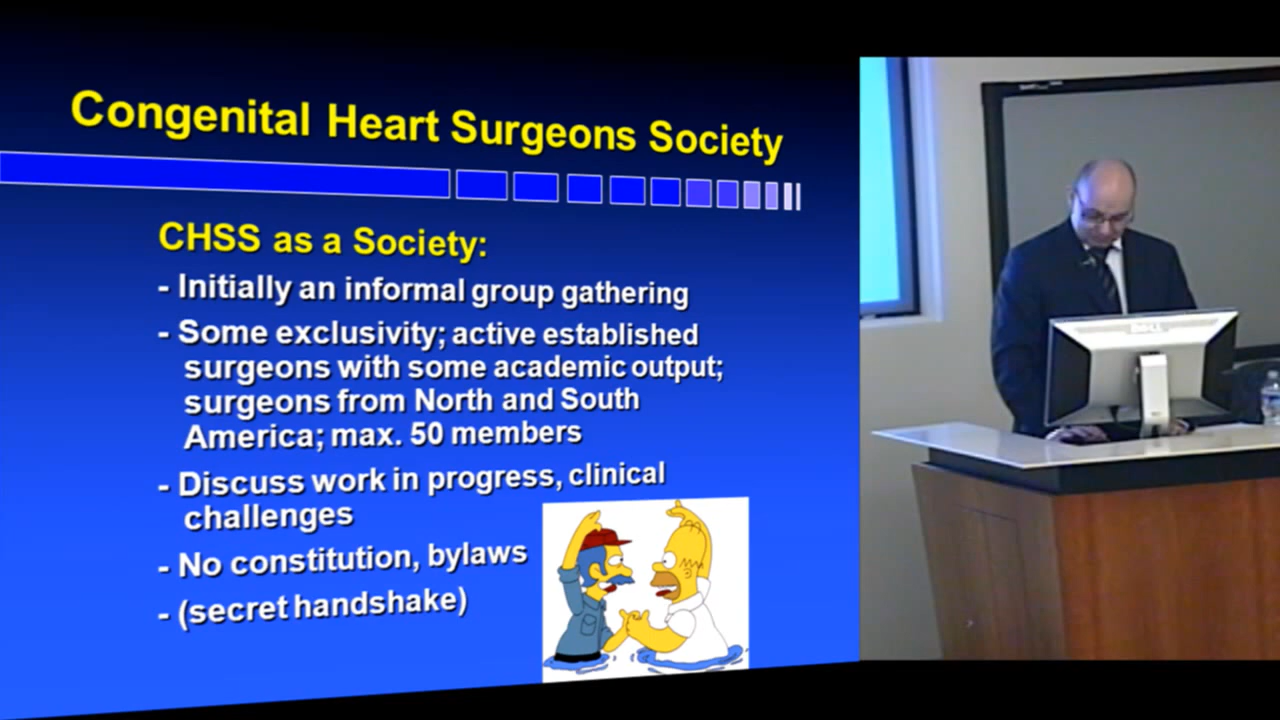 Congenital Heart Surgeons Society
CHSS as a Society:
- Initially an informal group gathering
- Some exclusivity; active established
surgeons with some academic output;
surgeons from North and South
America; max. 50 members
- Discuss work in progress, clinical
challenges
- No constitution, bylaws
- (secret handshake)
DELL